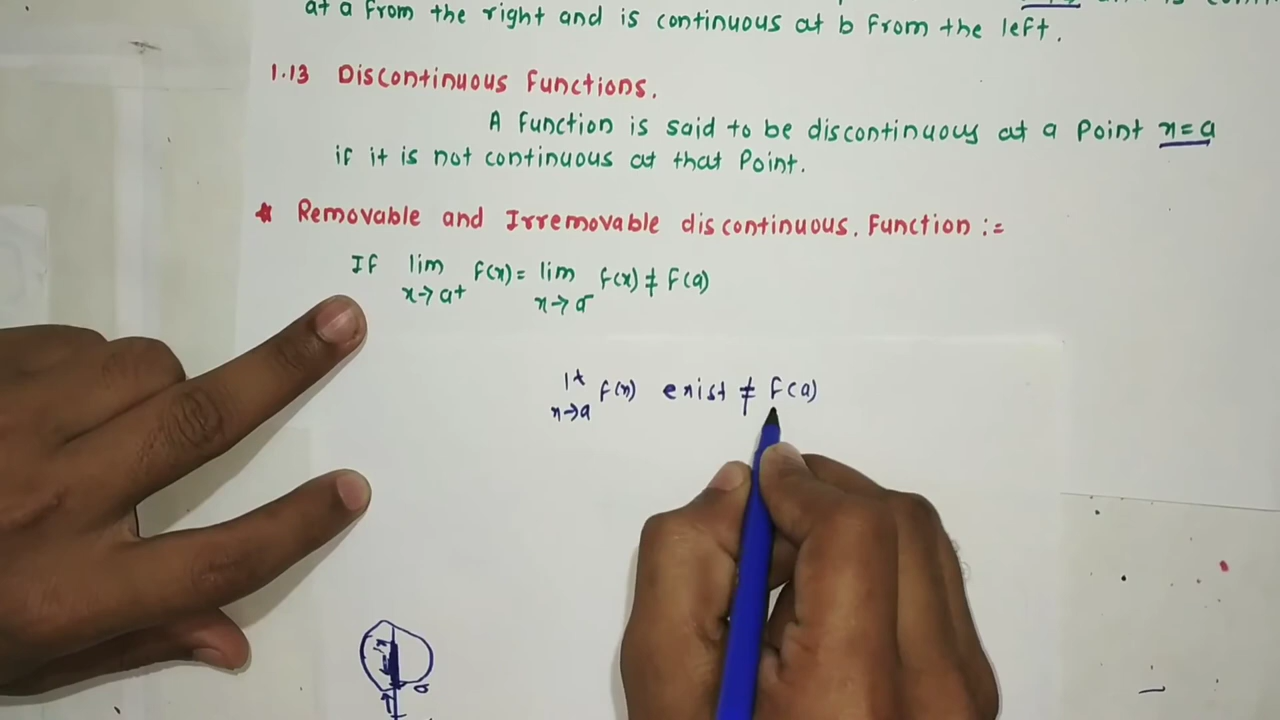 at a from the right and is continuous at b from the left.
1.13 Discontinuous Functions.
A function is said to be discontinuous at a Point x=a
if it is not continuous at that Point.
* Removable and Irremovable discontinuous. Function :=
If lim x→a+ f(x) = lim x→a- f(x) ≠ f(a)
lt x→a f(x) exist ≠ f(a)
a